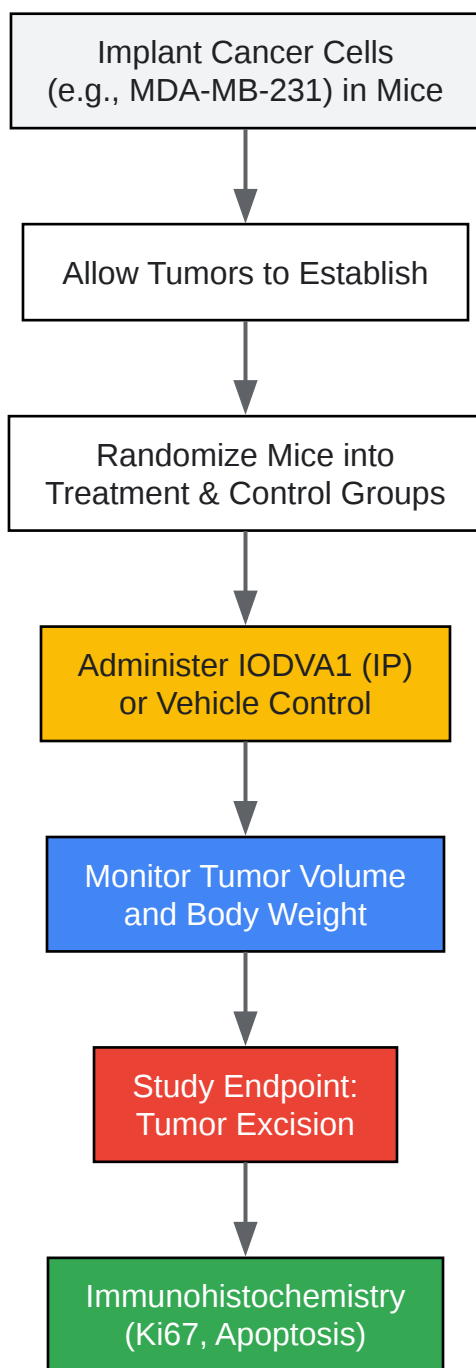 Implant Cancer Cells
(e.g., MDA-MB-231) in Mice
Allow Tumors to Establish
Randomize Mice into
Treatment & Control Groups
Administer IODVA1 (IP)
or Vehicle Control
Monitor Tumor Volume
and Body Weight
Study Endpoint:
Tumor Excision
Immunohistochemistry
(Ki67, Apoptosis)